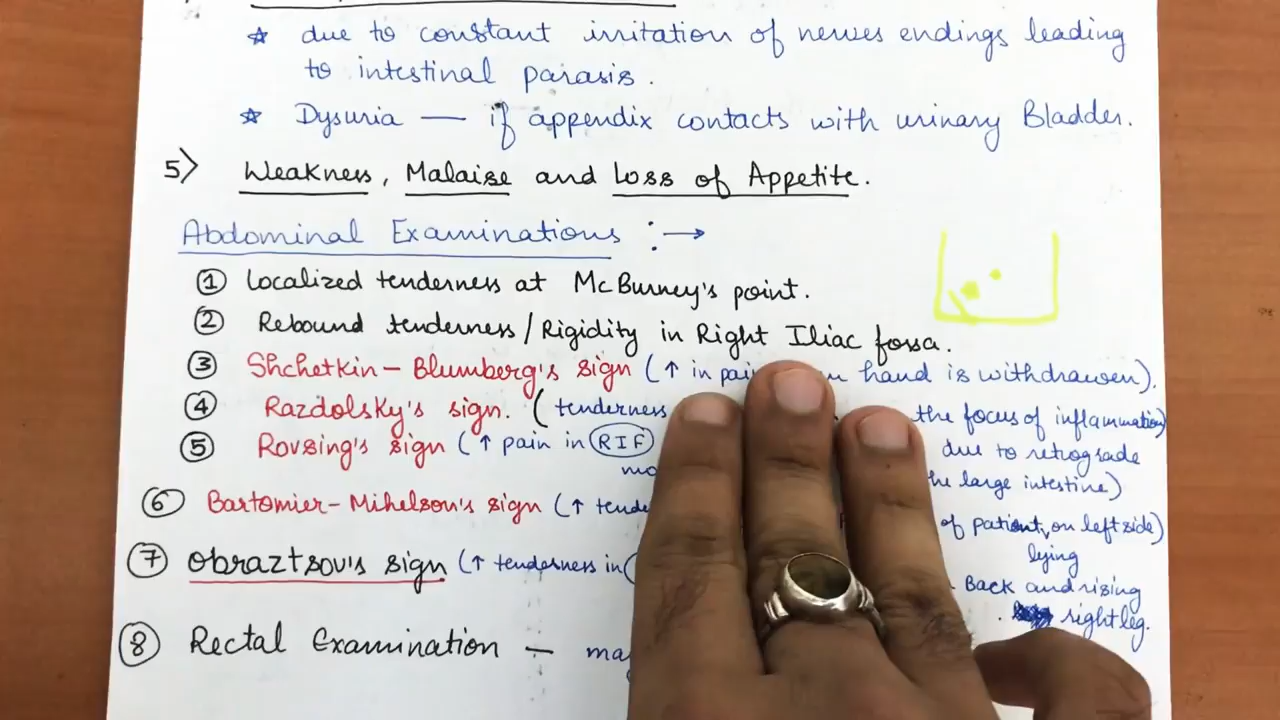 ☆ due to constant irritation of nerves endings leading
to intestinal parasis.
☆ Dysuria — if appendix contacts with urinary Bladder.
5> Weakness, Malaise and Loss of Appetite.
Abdominal Examinations :→
① Localized tenderness at McBurney's point.
② Rebound tenderness / Rigidity in Right Iliac fossa.
③ Shchetkin – Blumberg's sign (↑ in hand is withdrawen).
④ Razdolsky's sign. (tenderness the focus of inflammation)
⑤ Rovsing's sign (↑ pain in RIF due to retrograde
large intestine)
⑥ Bartomier – Mihelson's sign (↑ of patient, on left side)
lying
⑦ Obraztsov's sign (↑ tenderness in Back and rising
right leg.
⑧ Rectal Examination —